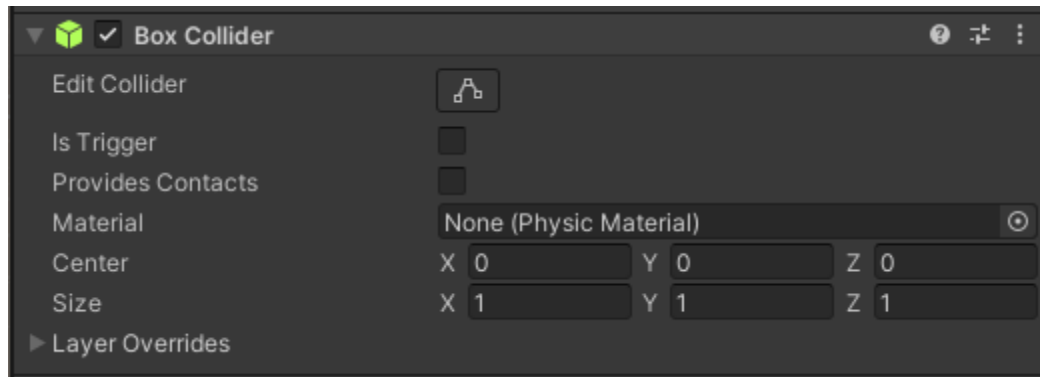 Box Collider
Edit Collider
Is Trigger
Provides Contacts
Material None (Physic Material)
Center X 0 Y 0 Z 0
Size X 1 Y 1 Z 1
Layer Overrides